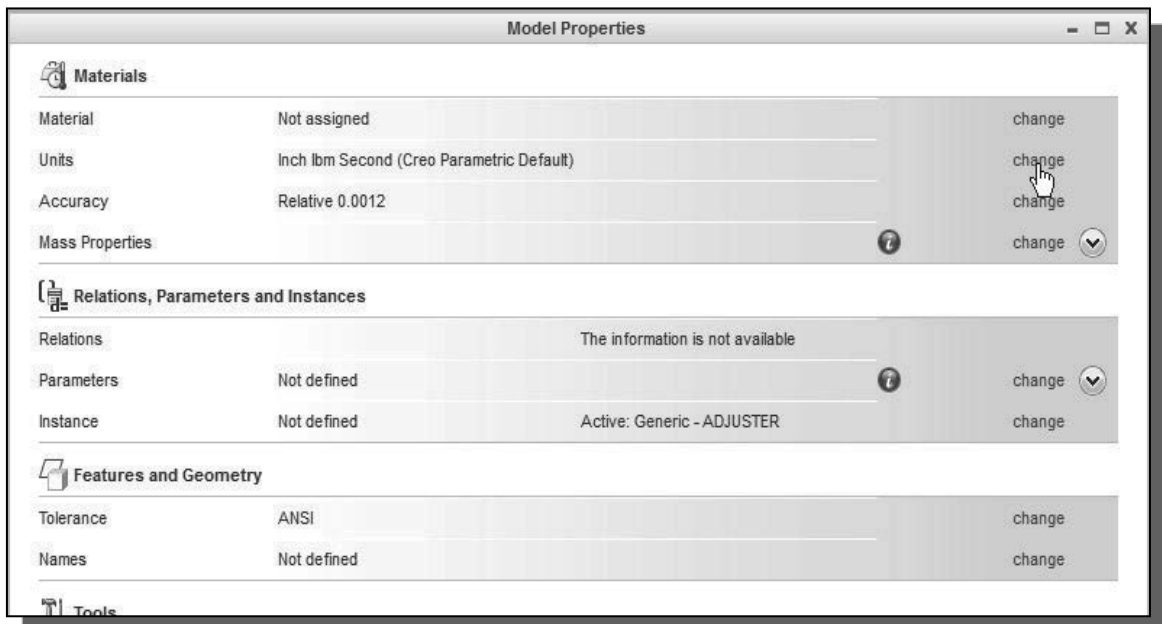 Model Properties
Materials
Material Not assigned change
Units Inch lbm Second (Creo Parametric Default) change
Accuracy Relative 0.0012 change
Mass Properties change
Relations, Parameters and Instances
Relations The information is not available
Parameters Not defined change
Instance Not defined Active: Generic - ADJUSTER change
Features and Geometry
Tolerance ANSI change
Names Not defined change
Tools